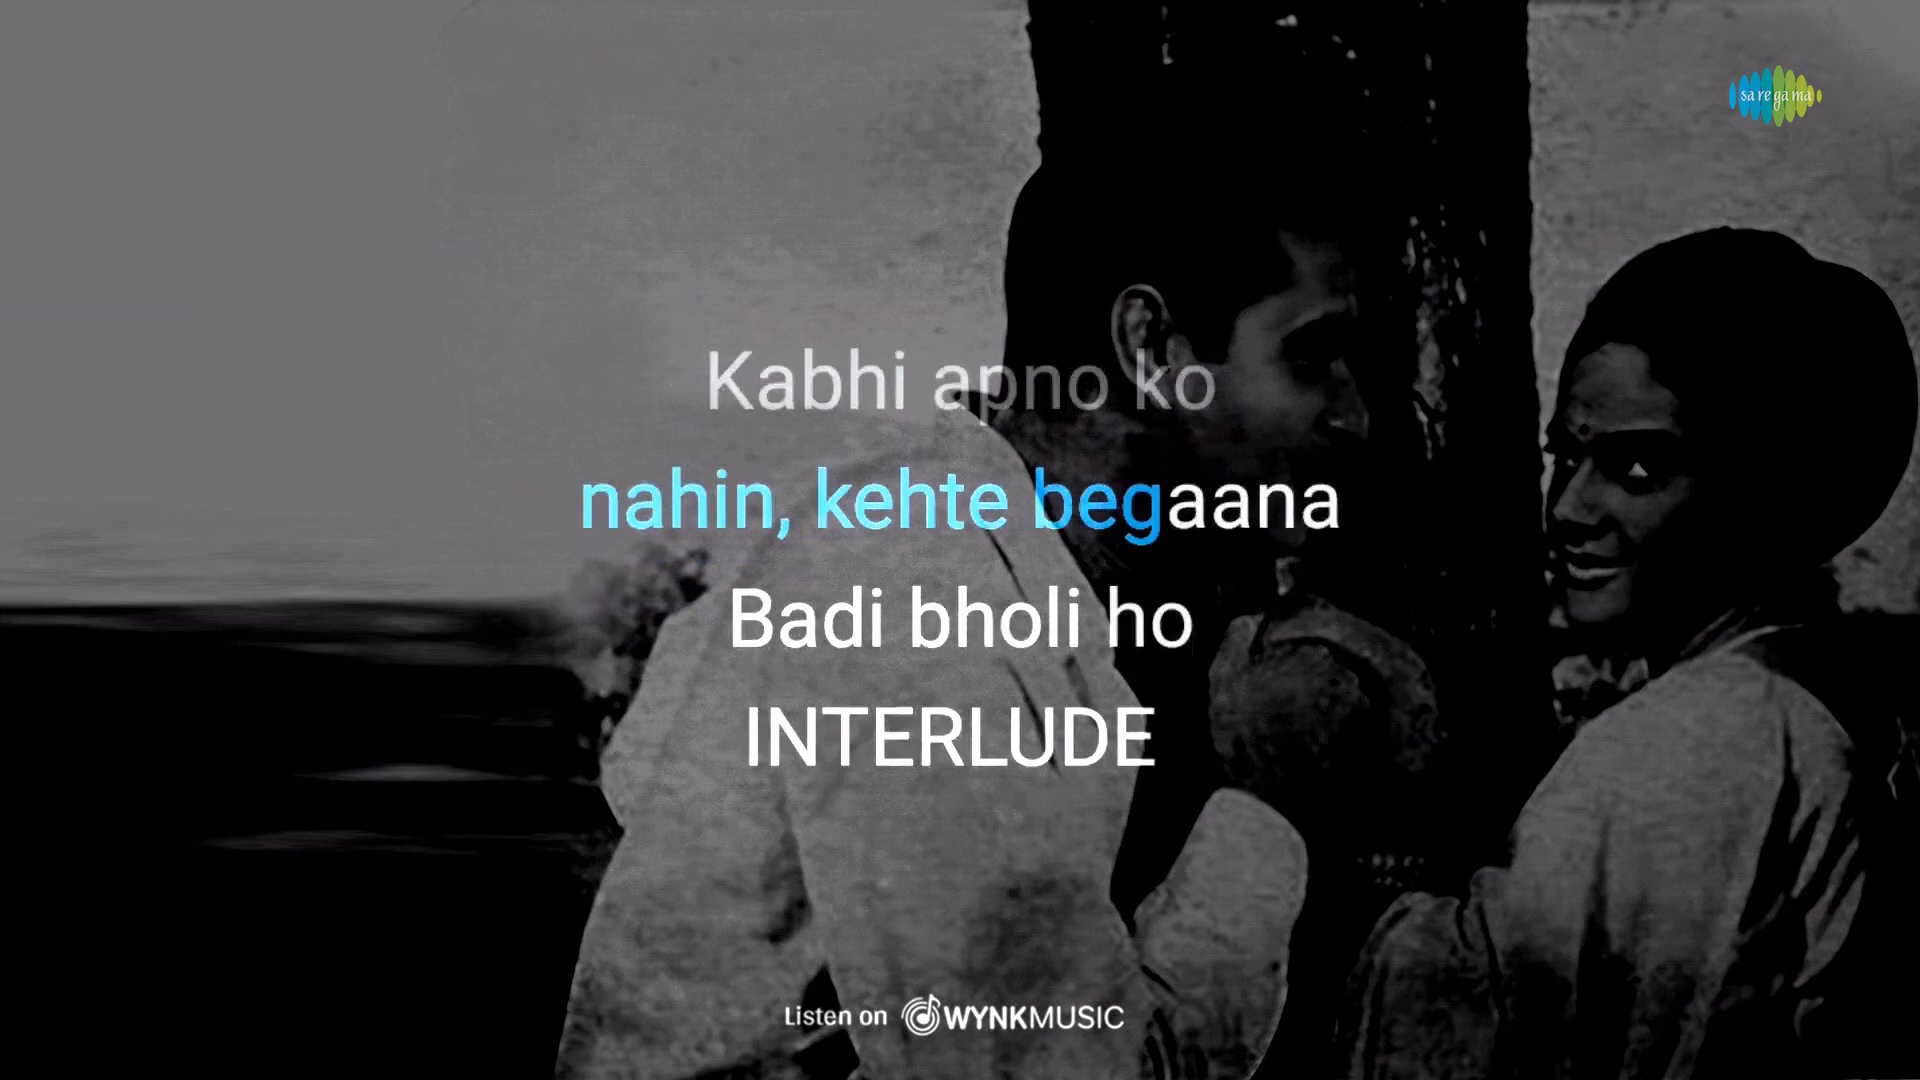 sa re ga ma
Kabhi apno ko
nahin, kehte begaana
Badi bholi ho
INTERLUDE
Listen on WYNKMUSIC